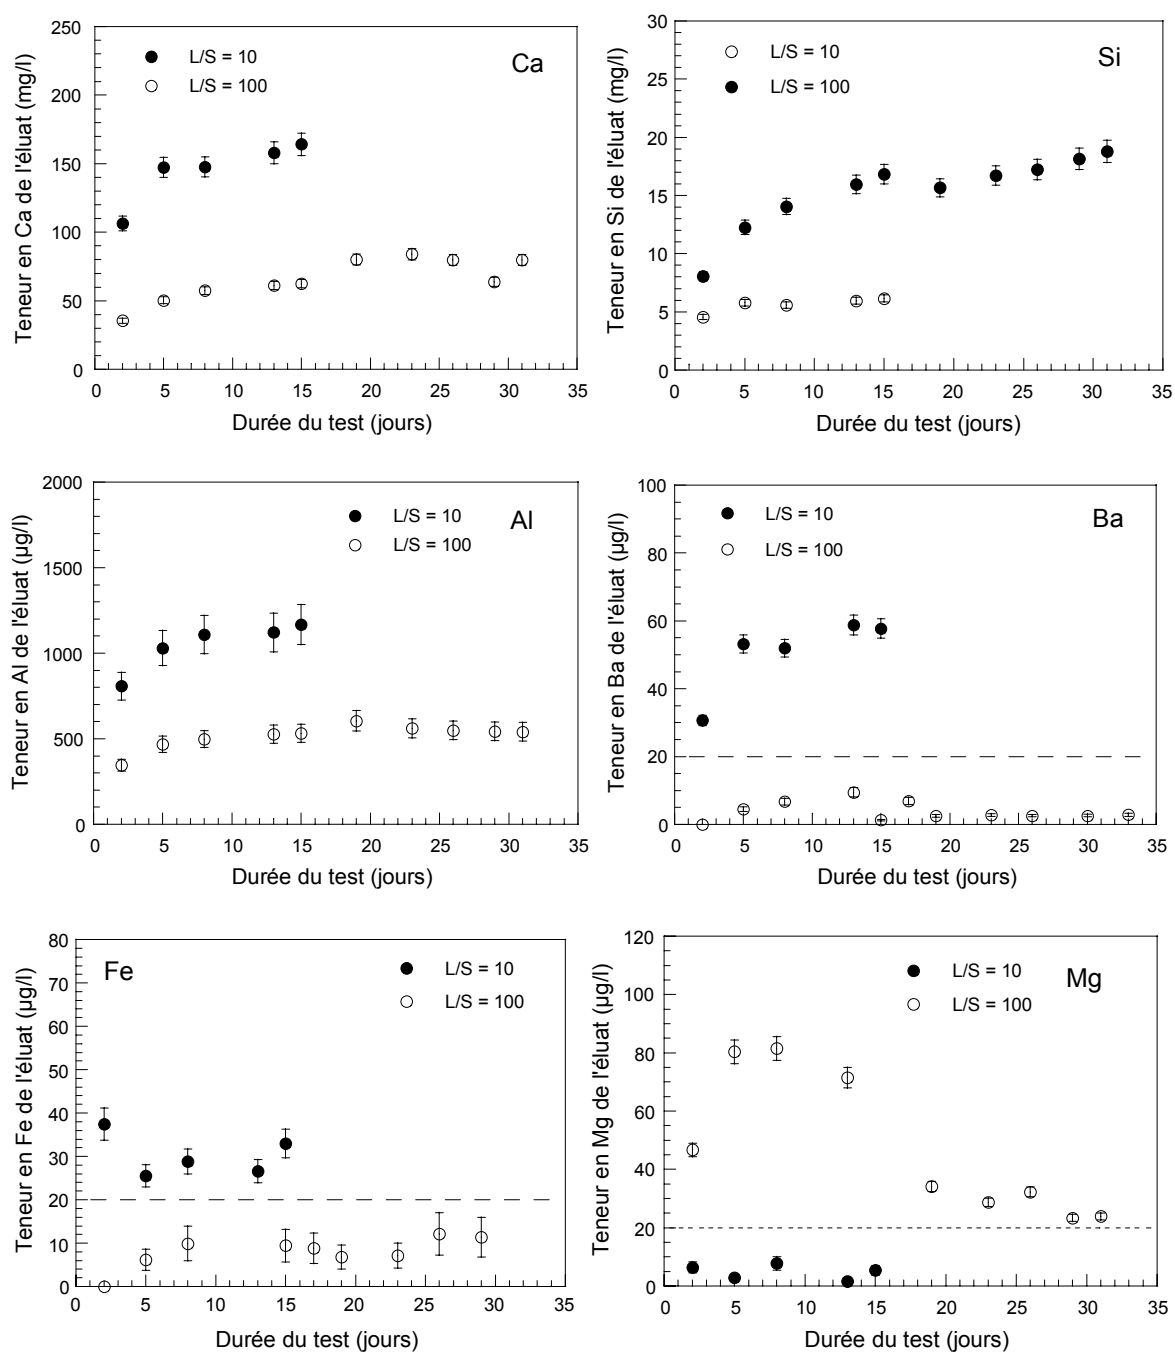 250
200
150
100
50
0
Teneur en Ca de l'éluat (mg/l)
L/S = 10
L/S = 100
Ca
0 5 10 15 20 25 30 35
Durée du test (jours)
30
25
20
15
10
5
0
Teneur en Si de l'éluat (mg/l)
L/S = 10
L/S = 100
Si
0 5 10 15 20 25 30 35
Durée du test (jours)
2000
1500
1000
500
0
Teneur en Al de l'éluat (µg/l)
L/S = 10
L/S = 100
Al
0 5 10 15 20 25 30 35
Durée du test (jours)
100
80
60
40
20
0
Teneur en Ba de l'éluat (µg/l)
L/S = 10
L/S = 100
Ba
0 5 10 15 20 25 30 35
Durée du test (jours)
80
70
60
50
40
30
20
10
0
Teneur en Fe de l'éluat (µg/l)
Fe
L/S = 10
L/S = 100
0 5 10 15 20 25 30 35
Durée du test (jours)
120
100
80
60
40
20
0
Teneur en Mg de l'éluat (µg/l)
L/S = 10
L/S = 100
Mg
0 5 10 15 20 25 30 35
Durée du test (jours)